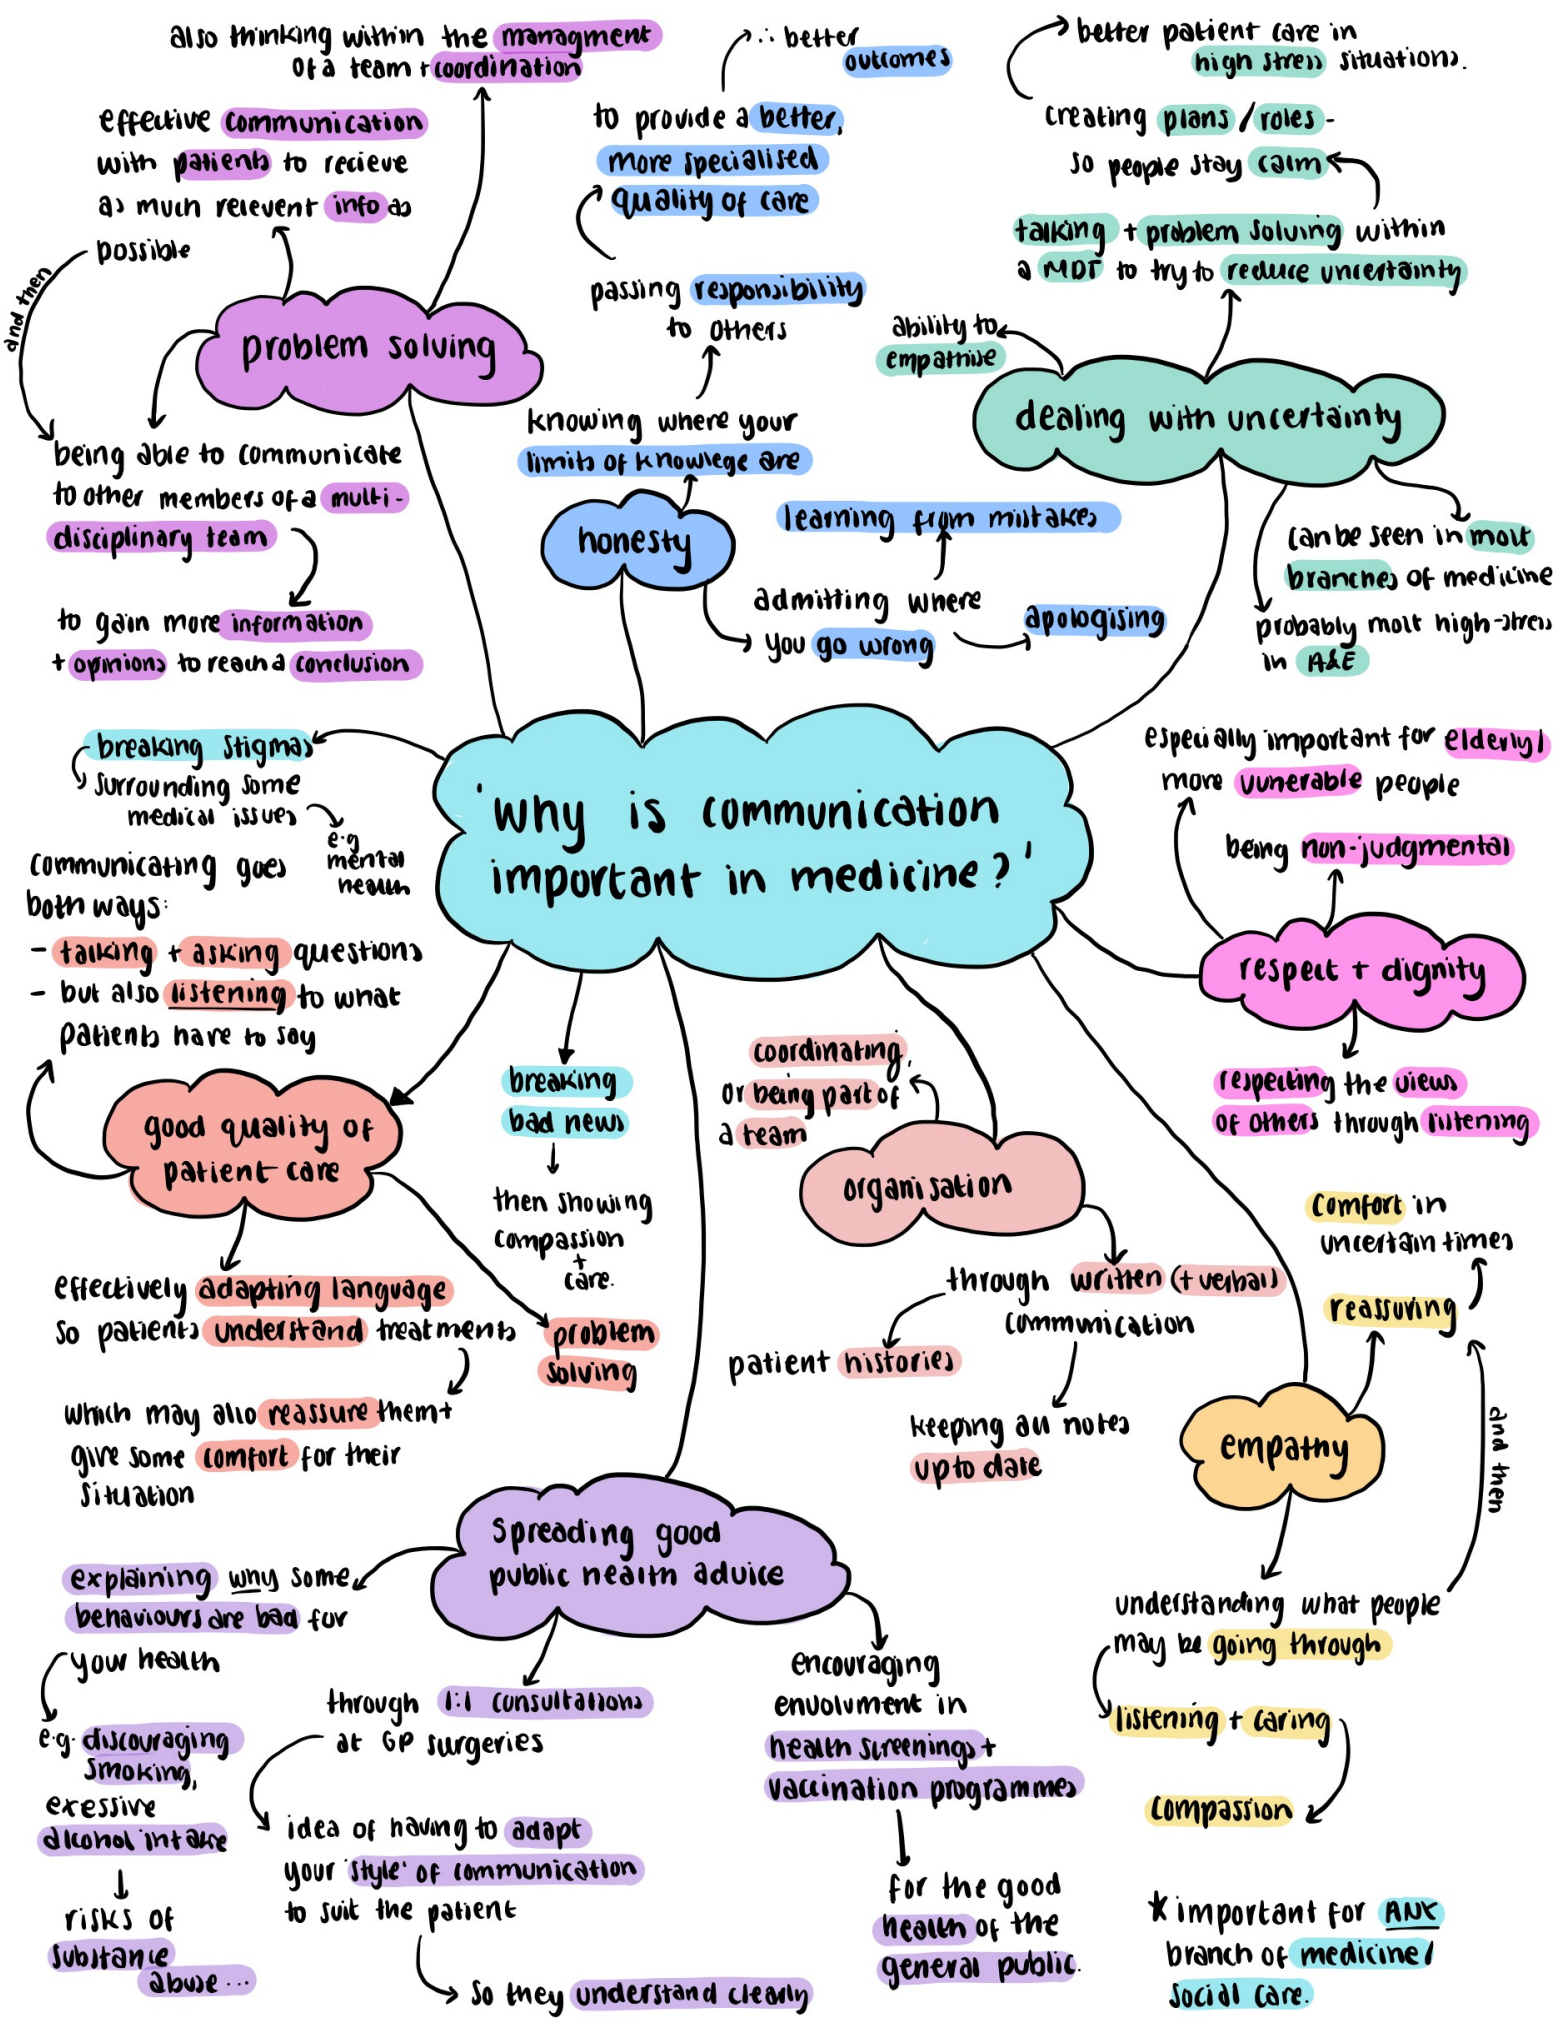 also thinking within the managment
of a team + coordination
effective communication
with patients to recieve
as much relevent info as
possible
and then
problem solving
being able to communicate
to other members of a multi-
disciplinary team
to gain more information
+ opinions to reach a conclusion
∴ better
outcomes
to provide a better,
more specialised
quality of care
passing responsibility
to others
knowing where your
limits of knowlege are
honesty
learning from mistakes
admitting where
you go wrong
apologising
better patient care in
high stress situations.
creating plans / roles -
so people stay calm
talking + problem solving within
a MDT to try to reduce uncertainty
ability to
empathise
dealing with uncertainty
can be seen in most
branches of medicine
probably most high-stress
in A&E
'why is communication
important in medicine?'
breaking stigmas
surrounding some
medical issues
e.g
mental
health
communicating goes
both ways:
- talking + asking questions
- but also listening to what
patients have to say
good quality of
patient care
effectively adapting language
so patients understand treatments
which may also reassure them +
give some comfort for their
situation
problem
solving
breaking
bad news
then showing
compassion
+
care.
coordinating,
or being part of
a team
organisation
through written (+ verbal)
communication
patient histories
keeping all notes
up to date
especially important for elderly/
more vunerable people
being non-judgmental
respect + dignity
respecting the views
of others through listening
comfort in
uncertain times
reassuring
empathy
and then
understanding what people
may be going through
listening + caring
compassion
spreading good
public health advice
explaining why some
behaviours are bad for
your health
e.g. discouraging
smoking,
exessive
alcohol intake
risks of
substance
abuse...
through 1:1 consultations
at GP surgeries
idea of having to adapt
your 'style' of communication
to suit the patient
so they understand clearly
encouraging
envolvment in
health screenings +
vaccination programmes
for the good
health of the
general public.
* important for ANY
branch of medicine/
social care.